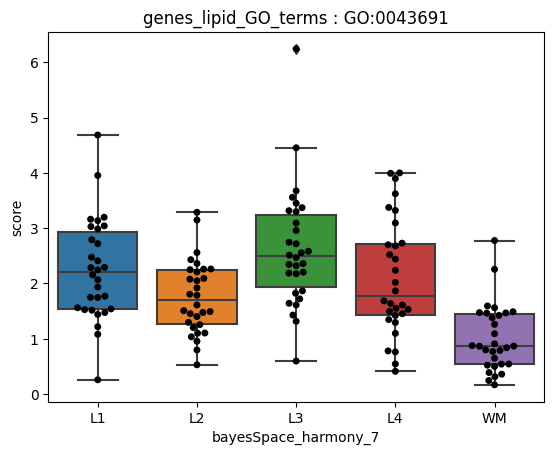 genes_lipid_GO_terms : GO:0043691
score
6
5
4
3
2
1
0
L1 L2 L3 L4 WM
bayesSpace_harmony_7